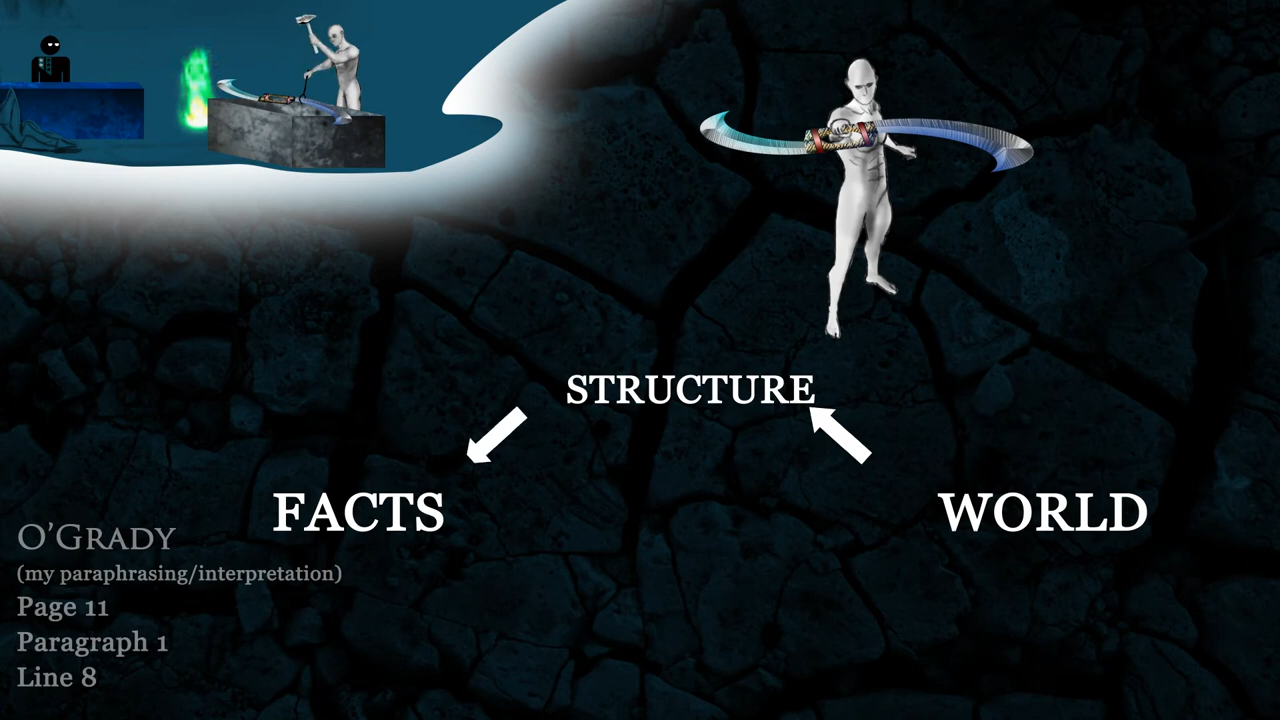 STRUCTURE
FACTS
WORLD
O'GRADY
(my paraphrasing/interpretation)
Page 11
Paragraph 1
Line 8